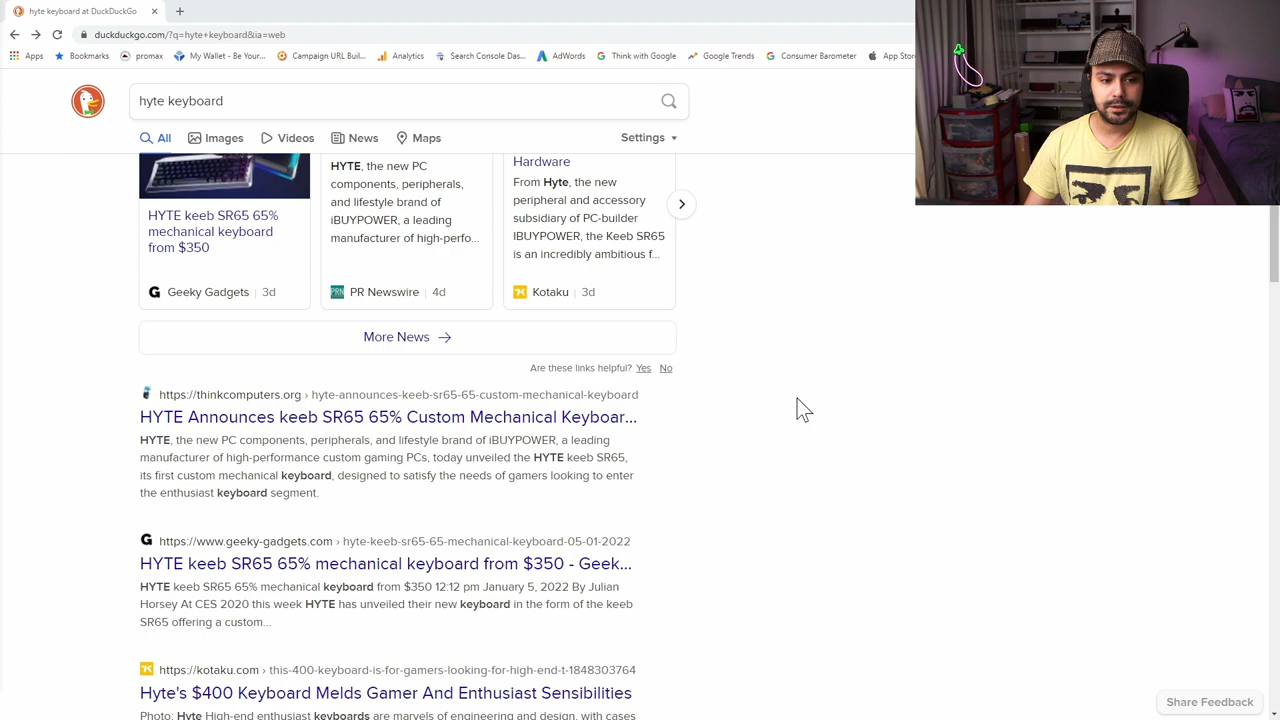 hyte keyboard at DuckDuckGo
duckduckgo.com/?q=hyte+keyboard&ia=web
Apps
Bookmarks
promax
My Wallet - Be Your...
Campaign URL Buil...
Analytics
Search Console Das...
AdWords
Think with Google
Google Trends
Consumer Barometer
App Store
hyte keyboard
All
Images
Videos
News
Maps
Settings
HYTE keeb SR65 65%
mechanical keyboard
from $350
Geeky Gadgets
3d
HYTE, the new PC
components, peripherals,
and lifestyle brand of
iBUYPOWER, a leading
manufacturer of high-perfo...
PRN
PR Newswire
4d
Hardware
From Hyte, the new
peripheral and accessory
subsidiary of PC-builder
IBUYPOWER, the Keeb SR65
is an incredibly ambitious f...
Kotaku
3d
More News
Are these links helpful? Yes No
https://thinkcomputers.org › hyte-announces-keeb-sr65-65-custom-mechanical-keyboard
HYTE Announces keeb SR65 65% Custom Mechanical Keyboar...
HYTE, the new PC components, peripherals, and lifestyle brand of iBUYPOWER, a leading
manufacturer of high-performance custom gaming PCs, today unveiled the HYTE keeb SR65,
its first custom mechanical keyboard, designed to satisfy the needs of gamers looking to enter
the enthusiast keyboard segment.
G
https://www.geeky-gadgets.com › hyte-keeb-sr65-65-mechanical-keyboard-05-01-2022
HYTE keeb SR65 65% mechanical keyboard from $350 - Geek...
HYTE keeb SR65 65% mechanical keyboard from $350 12:12 pm January 5, 2022 By Julian
Horsey At CES 2020 this week HYTE has unveiled their new keyboard in the form of the keeb
SR65 offering a custom...
https://kotaku.com › this-400-keyboard-is-for-gamers-looking-for-high-end-t-1848303764
Hyte's $400 Keyboard Melds Gamer And Enthusiast Sensibilities
Photo: Hyte High-end enthusiast keyboards are marvels of engineering and design, with cases
Share Feedback